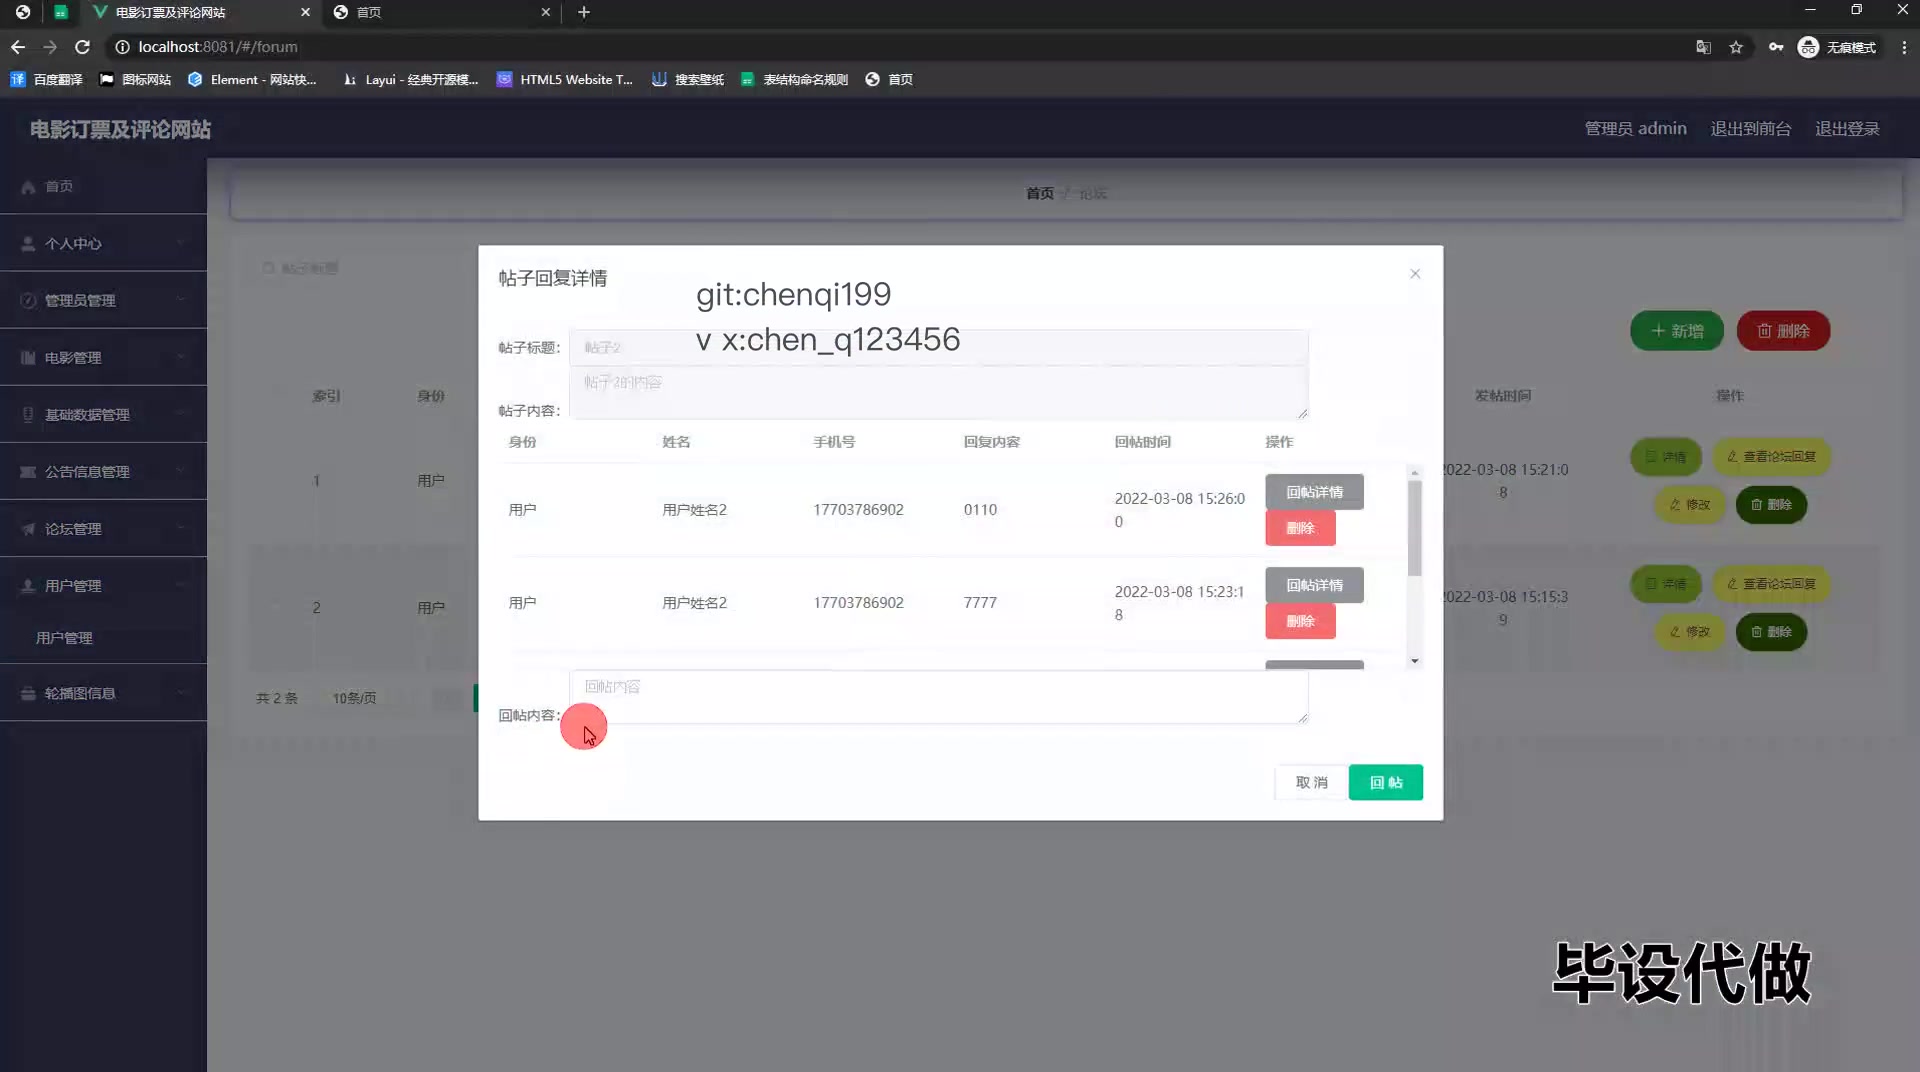 电影订票及评论网站
首页
localhost:8081/#/forum
无痕模式
百度翻译
图标网站
Element - 网站快...
Layui - 经典开源模...
HTML5 Website T...
搜索壁纸
表结构命名规则
首页
电影订票及评论网站
管理员 admin
退出到前台
退出登录
首页
个人中心
管理员管理
电影管理
基础数据管理
公告信息管理
论坛管理
用户管理
用户管理
轮播图信息
首页 / 论坛
帖子标题
新增
删除
索引
身份
发帖时间
操作
1
用户
2022-03-08 15:21:0
8
详情
查看论坛回复
修改
删除
2
用户
2022-03-08 15:15:3
9
详情
查看论坛回复
修改
删除
共 2 条
10条/页
帖子回复详情
git:chenqi199
v x:chen_q123456
帖子标题:
帖子2
帖子内容:
帖子2的内容
身份
姓名
手机号
回复内容
回帖时间
操作
用户
用户姓名2
17703786902
0110
2022-03-08 15:26:0
0
回帖详情
删除
用户
用户姓名2
17703786902
7777
2022-03-08 15:23:1
8
回帖详情
删除
回帖内容:
回帖内容
取 消
回 帖
毕设代做